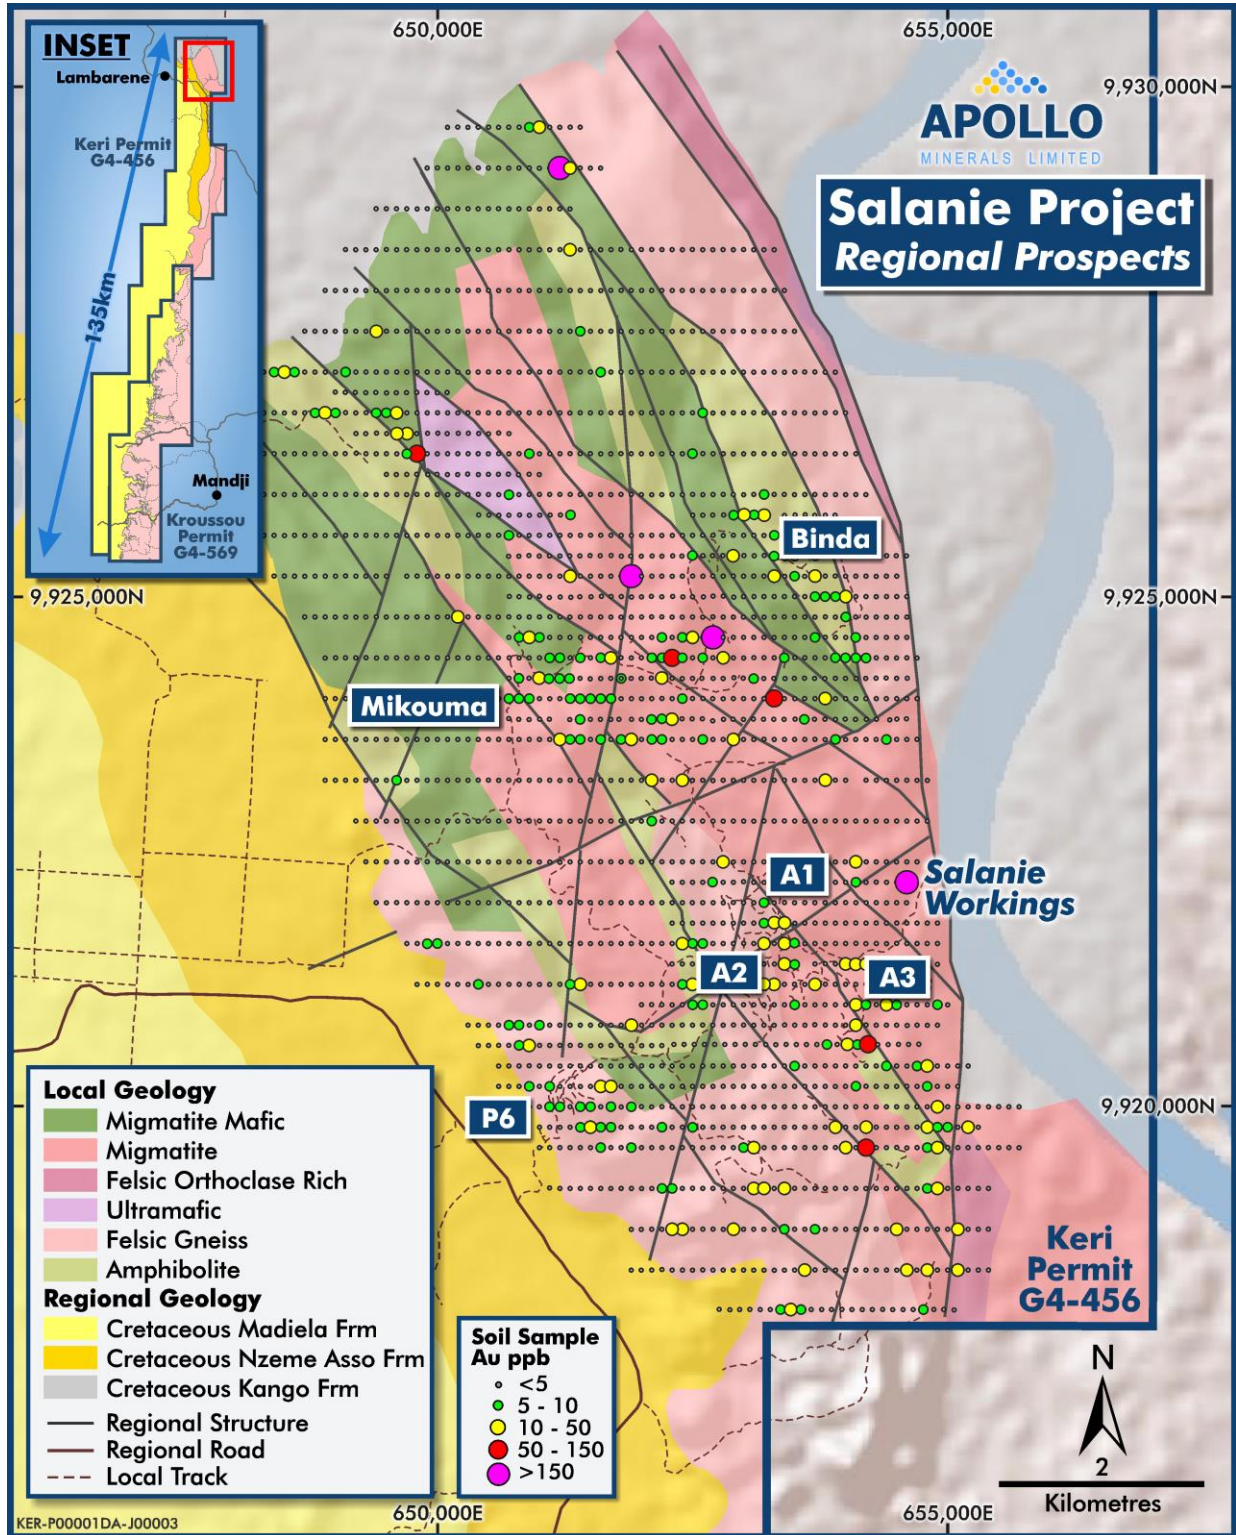 650,000E
655,000E
INSET
Lambarene
Keri Permit
G4-456
135km
Mandji
Kroussou
Permit
G4-569
9,930,000N
APOLLO
MINERALS LIMITED
Salanie Project
Regional Prospects
Binda
9,925,000N
9,925,000N
Mikouma
A1
Salanie
Workings
A2
A3
P6
9,920,000N
Local Geology
Migmatite Mafic
Migmatite
Felsic Orthoclase Rich
Ultramafic
Felsic Gneiss
Amphibolite
Regional Geology
Cretaceous Madiela Frm
Cretaceous Nzeme Asso Frm
Cretaceous Kango Frm
Regional Structure
Regional Road
Local Track
Soil Sample
Au ppb
<5
5 - 10
10 - 50
50 - 150
>150
Keri
Permit
G4-456
N
2
Kilometres
KER-P00001DA-J00003
650,000E
655,000E